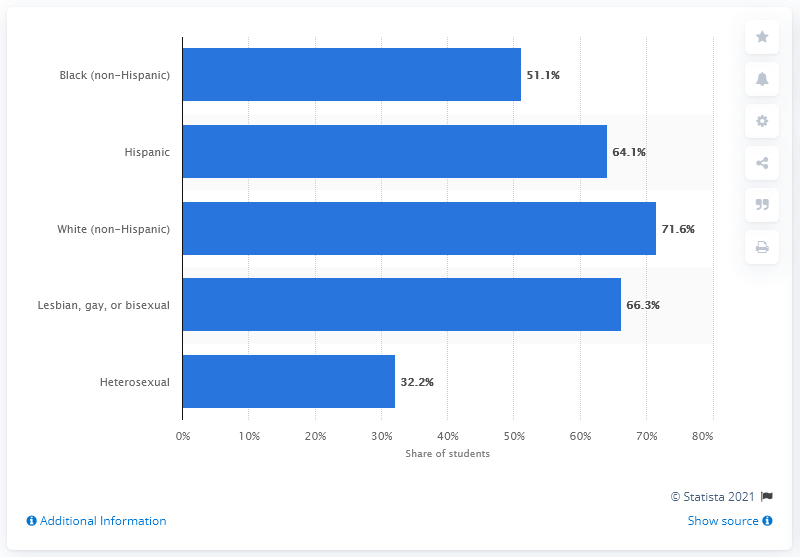 Black (non-Hispanic) 51.1%
Hispanic 64.1%
White (non-Hispanic) 71.6%
Lesbian, gay, or bisexual 66.3%
Heterosexual 32.2%
0% 10% 20% 30% 40% 50% 60% 70% 80%
Share of students
© Statista 2021
Additional Information Show source